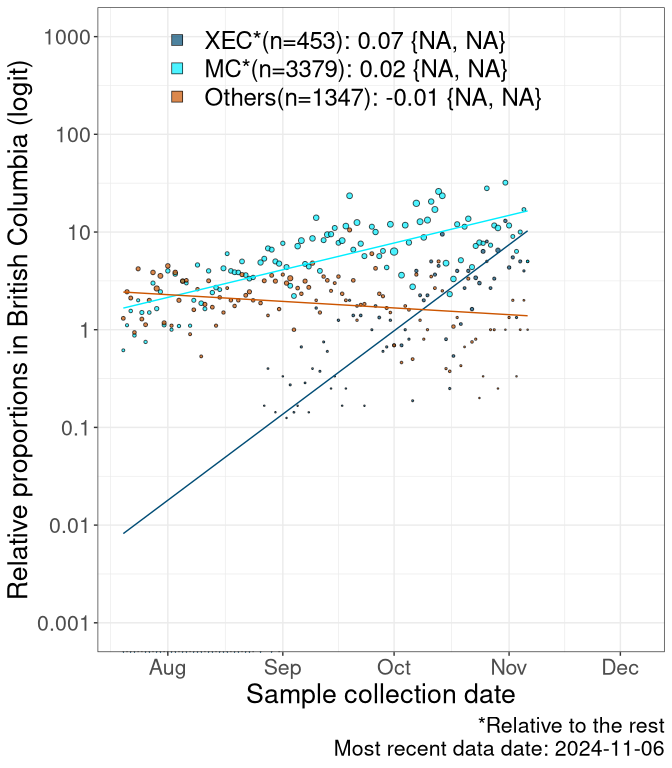 XEC*(n=453): 0.07 {NA, NA}
MC*(n=3379): 0.02 {NA, NA}
Others(n=1347): -0.01 {NA, NA}
Relative proportions in British Columbia (logit)
1000
100
10
1
0.1
0.01
0.001
Aug Sep Oct Nov Dec
Sample collection date
*Relative to the rest
Most recent data date: 2024-11-06